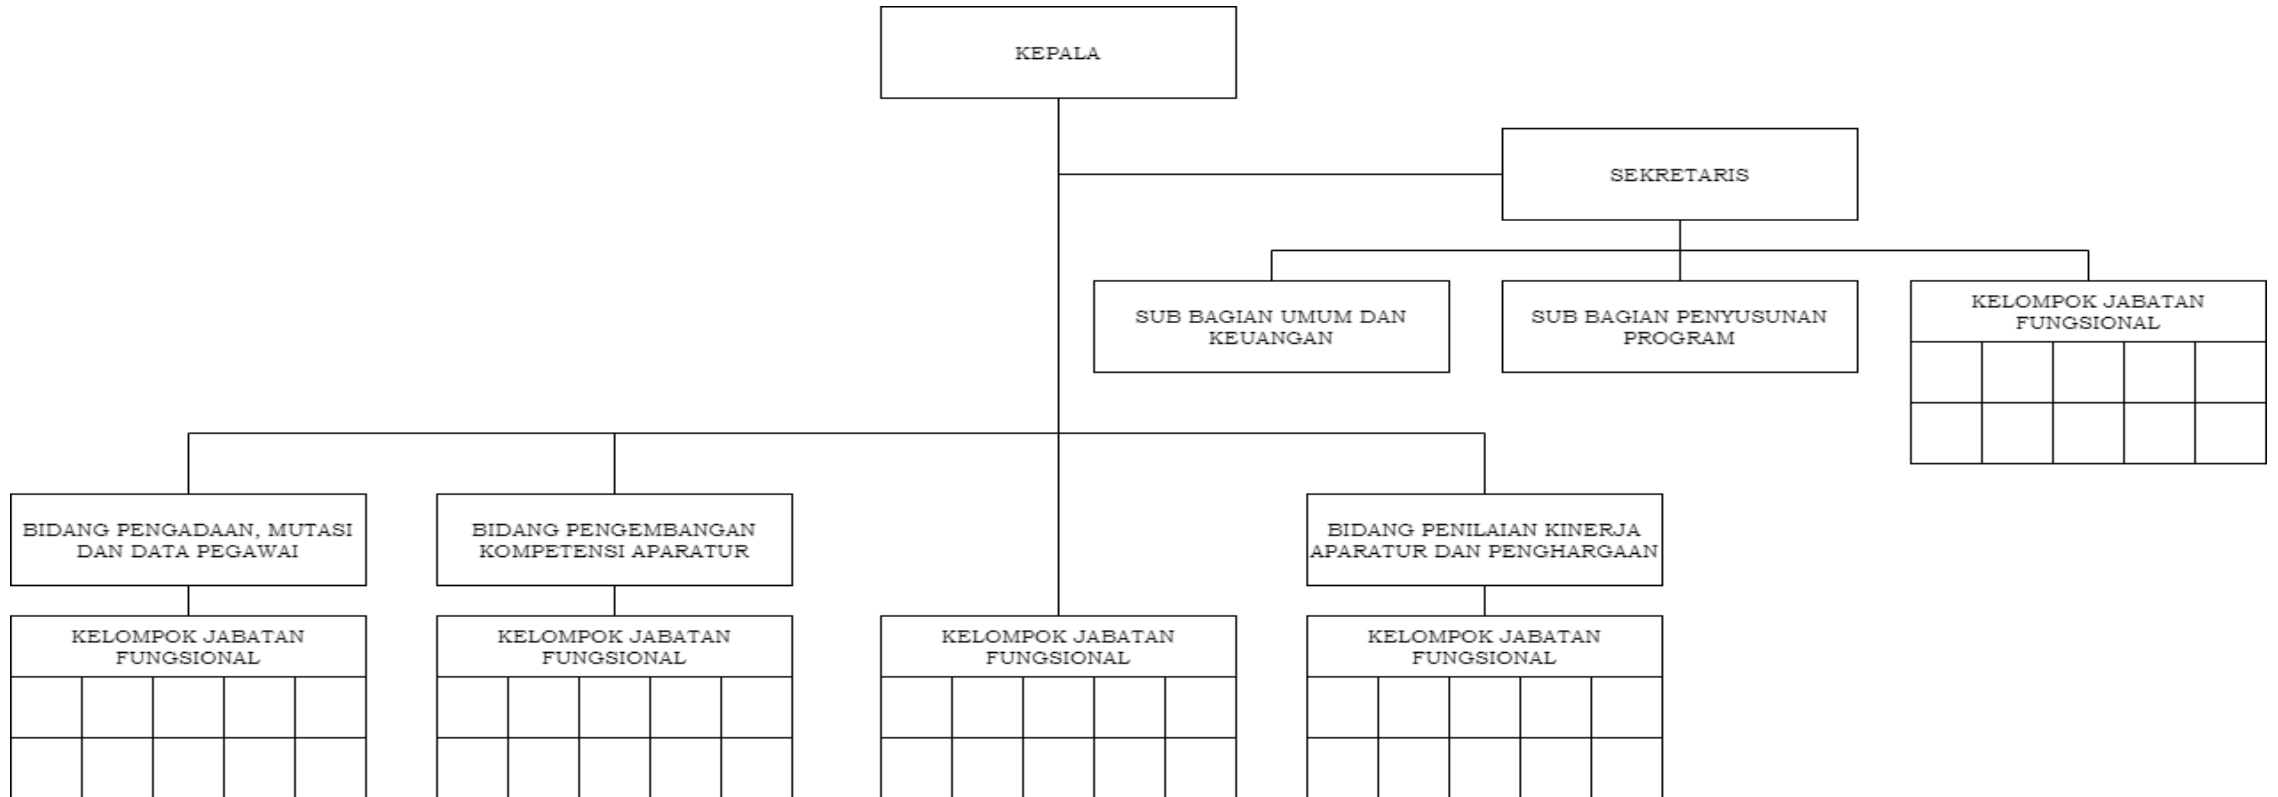 KEPALA
SEKRETARIS
SUB BAGIAN UMUM DAN
KEUANGAN
SUB BAGIAN PENYUSUNAN
PROGRAM
KELOMPOK JABATAN
FUNGSIONAL
BIDANG PENGADAAN, MUTASI
DAN DATA PEGAWAI
BIDANG PENGEMBANGAN
KOMPETENSI APARATUR
BIDANG PENILAIAN KINERJA
APARATUR DAN PENGHARGAAN
KELOMPOK JABATAN
FUNGSIONAL
KELOMPOK JABATAN
FUNGSIONAL
KELOMPOK JABATAN
FUNGSIONAL
KELOMPOK JABATAN
FUNGSIONAL